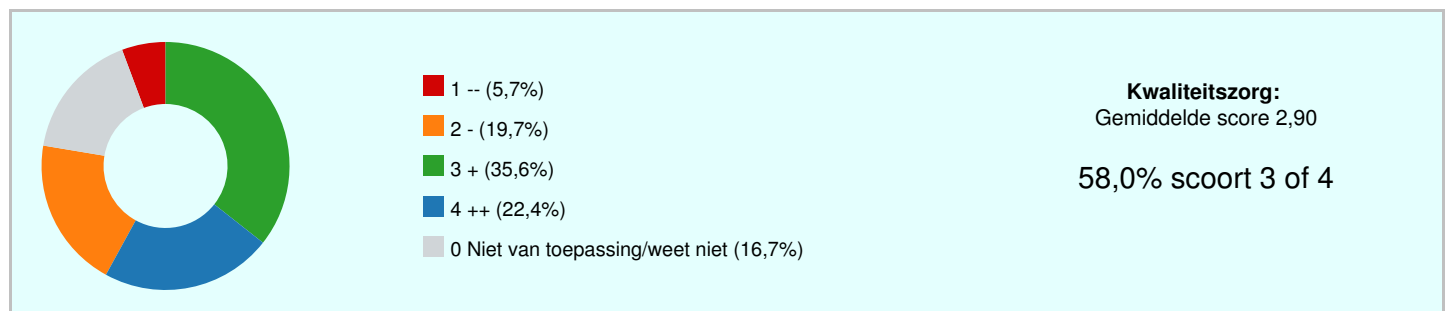 1 -- (5,7%)
2 - (19,7%)
3 + (35,6%)
4 ++ (22,4%)
0 Niet van toepassing/weet niet (16,7%)
Kwaliteitszorg:
Gemiddelde score 2,90
58,0% scoort 3 of 4